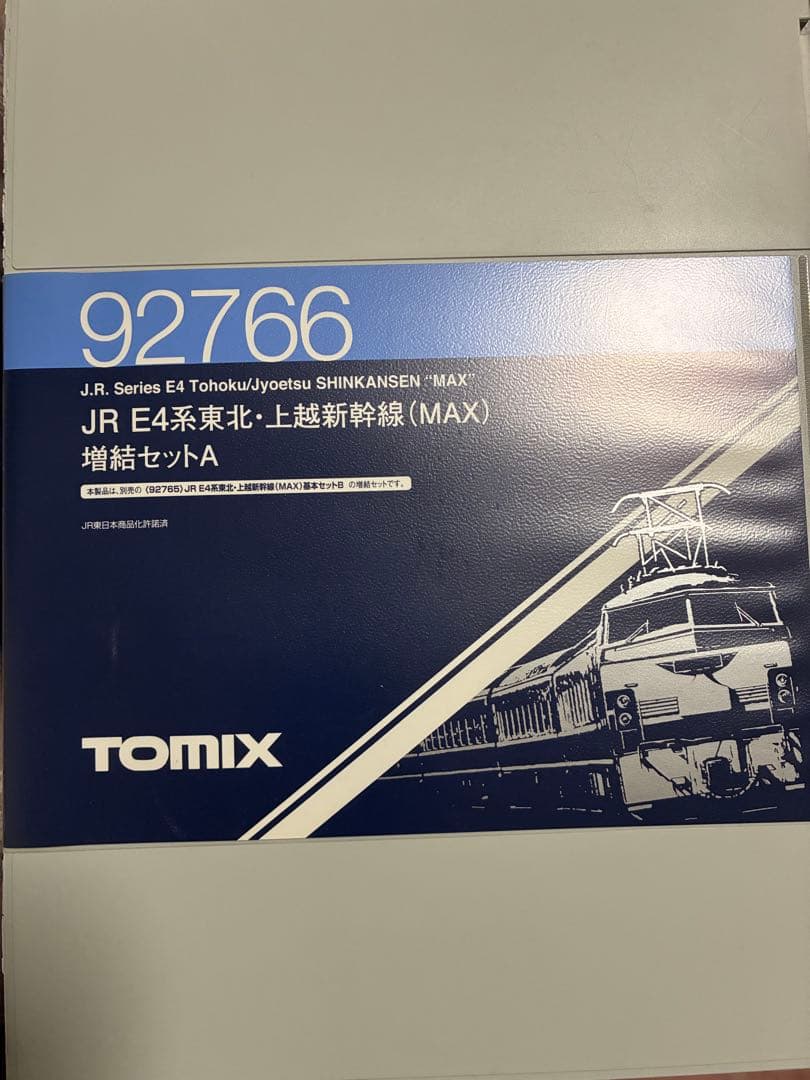 92766
J.R. Series E4 Tohoku/Jyoetsu SHINKANSEN “MAX”
JR E4系東北・上越新幹線(MAX)
増結セットA
本製品は、別売の 〈92765〉JR E4系東北・上越新幹線(MAX)基本セットB の増結セットです。
JR東日本商品化許諾済
TOMIX